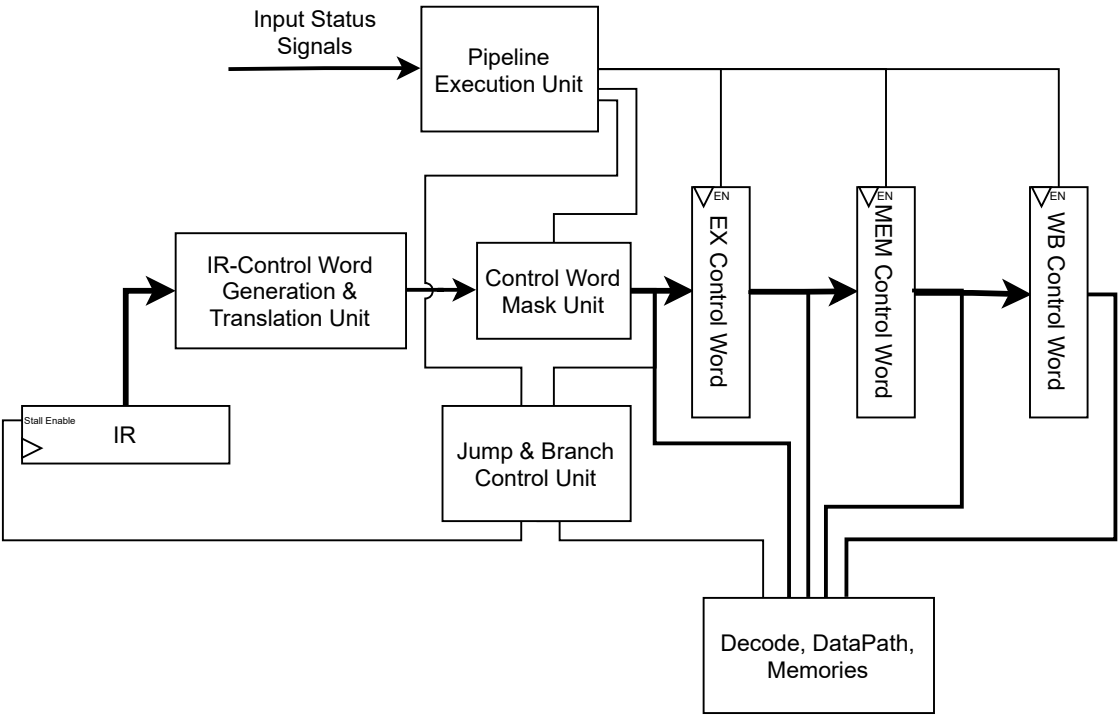 Input Status
Signals
Pipeline
Execution Unit
EN
EN
EN
EX Control Word
MEM Control Word
WB Control Word
IR-Control Word
Generation &
Translation Unit
Control Word
Mask Unit
Stall Enable
IR
Jump & Branch
Control Unit
Decode, DataPath,
Memories